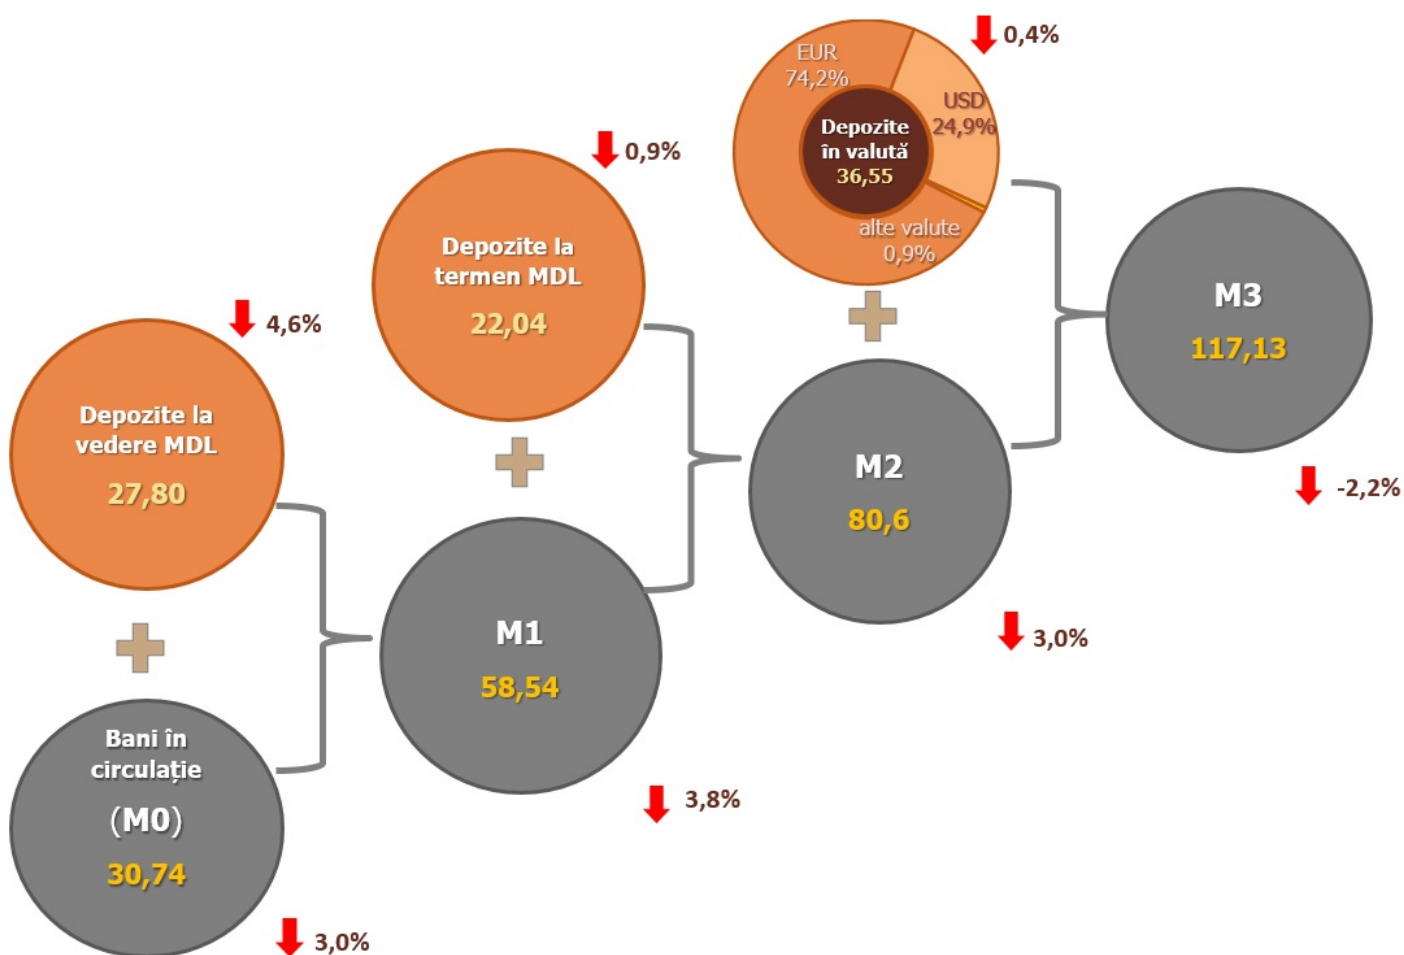 Depozite la
vedere MDL
27,80
4,6%
Bani în
circulație
(M0)
30,74
3,0%
Depozite la
termen MDL
22,04
0,9%
M1
58,54
3,8%
EUR
74,2%
USD
24,9%
Depozite
în valută
36,55
alte valute
0,9%
0,4%
M2
80,6
3,0%
M3
117,13
-2,2%